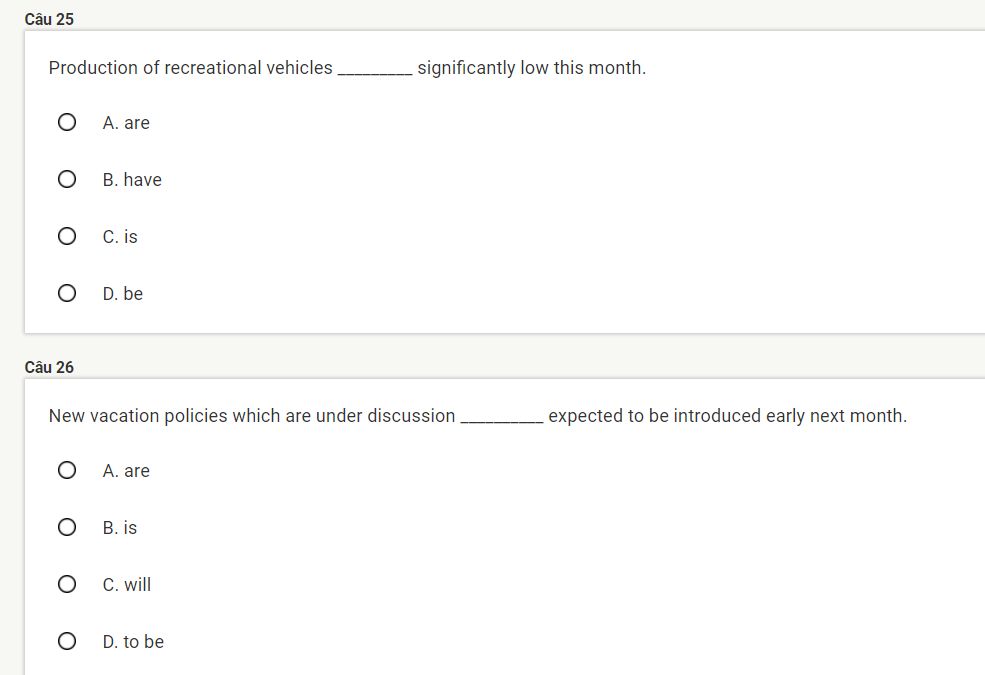 Câu 25
Production of recreational vehicles _________ significantly low this month.
A. are
B. have
C. is
D. be
Câu 26
New vacation policies which are under discussion __________ expected to be introduced early next month.
A. are
B. is
C. will
D. to be